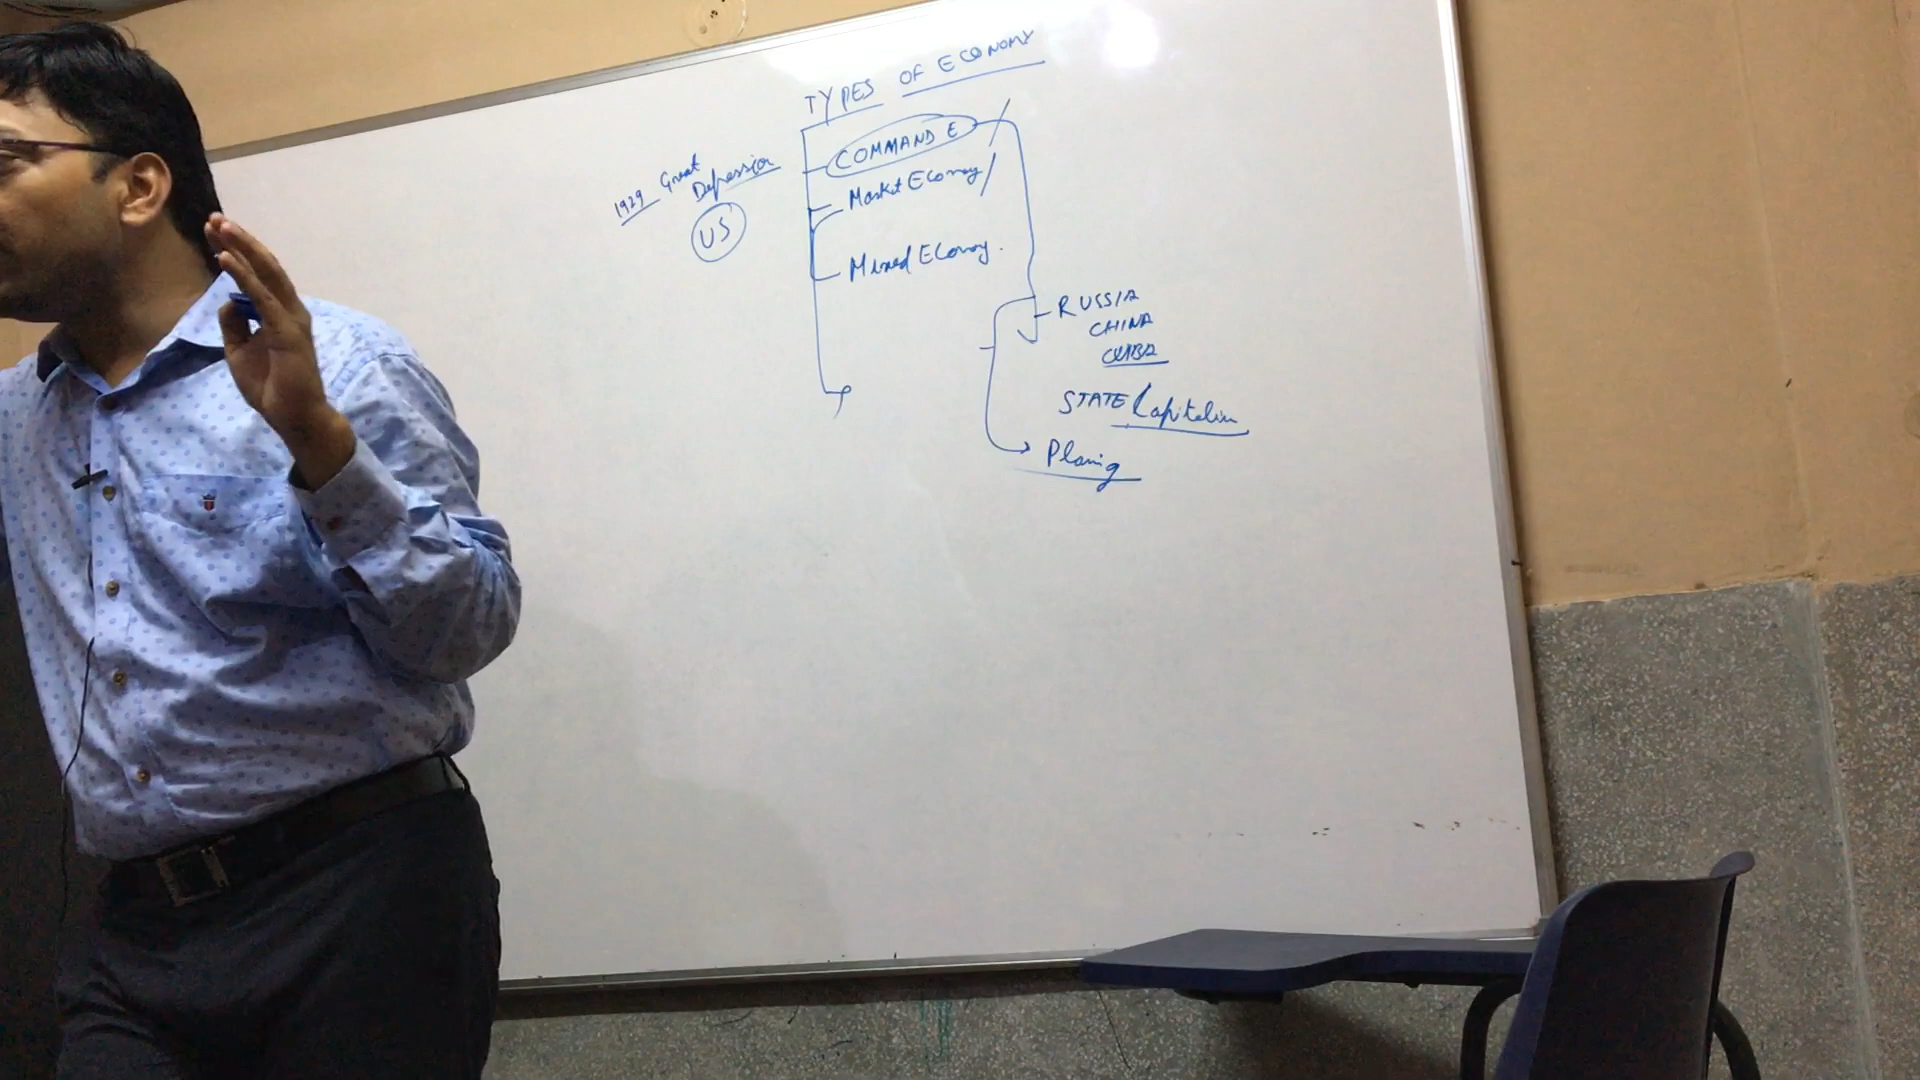 TYPES OF ECONOMY
COMMAND E
Market Economy
Mixed Economy.
1929 Great
Depression
US
RUSSIA
CHINA
CUBA
STATE Capitalism
Planing